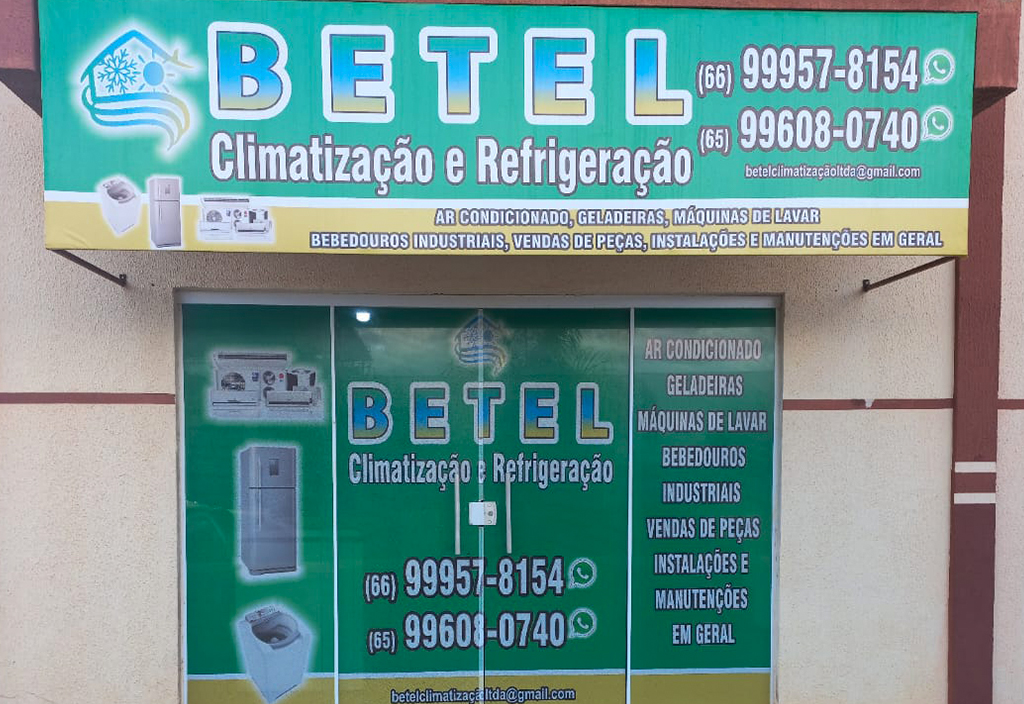 BETEL
Climatização e Refrigeração
(66) 99957-8154
(65) 99608-0740
betelclimatizaçãoltda@gmail.com
AR CONDICIONADO, GELADEIRAS, MÁQUINAS DE LAVAR
BEBEDOUROS INDUSTRIAIS, VENDAS DE PEÇAS, INSTALAÇÕES E MANUTENÇÕES EM GERAL
BETEL
Climatização e Refrigeração
(66) 99957-8154
(65) 99608-0740
betelclimatizaçãoltda@gmail.com
AR CONDICIONADO
GELADEIRAS
MÁQUINAS DE LAVAR
BEBEDOUROS
INDUSTRIAIS
VENDAS DE PEÇAS
INSTALAÇÕES E
MANUTENÇÕES
EM GERAL